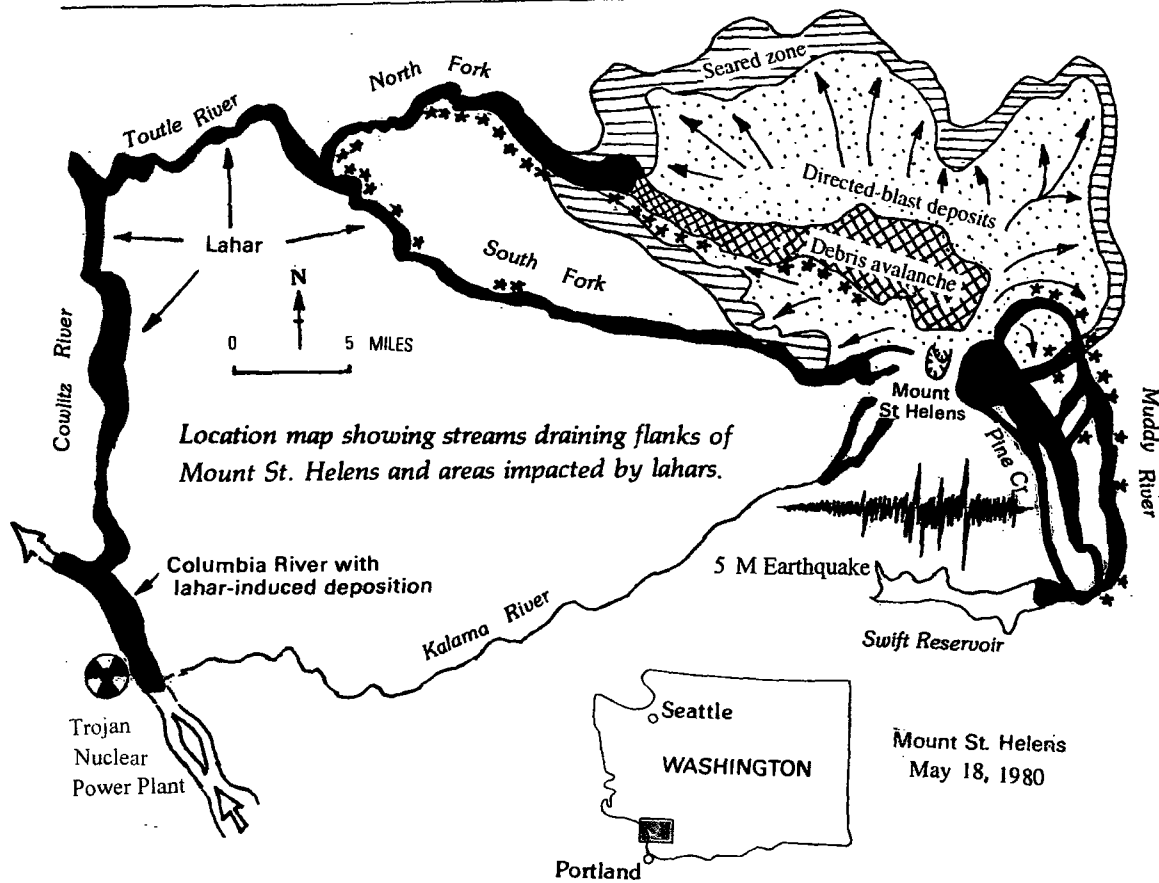 Seared zone
North Fork
Toutle River
Directed-blast deposits
Lahar
South Fork
Debris avalanche
N
0 5 MILES
Cowlitz River
Mount
St Helens
Muddy River
Pine Cr
Location map showing streams draining flanks of
Mount St. Helens and areas impacted by lahars.
Columbia River with
lahar-induced deposition
5 M Earthquake
Kalama River
Swift Reservoir
Trojan
Nuclear
Power Plant
Seattle
WASHINGTON
Portland
Mount St. Helens
May 18, 1980